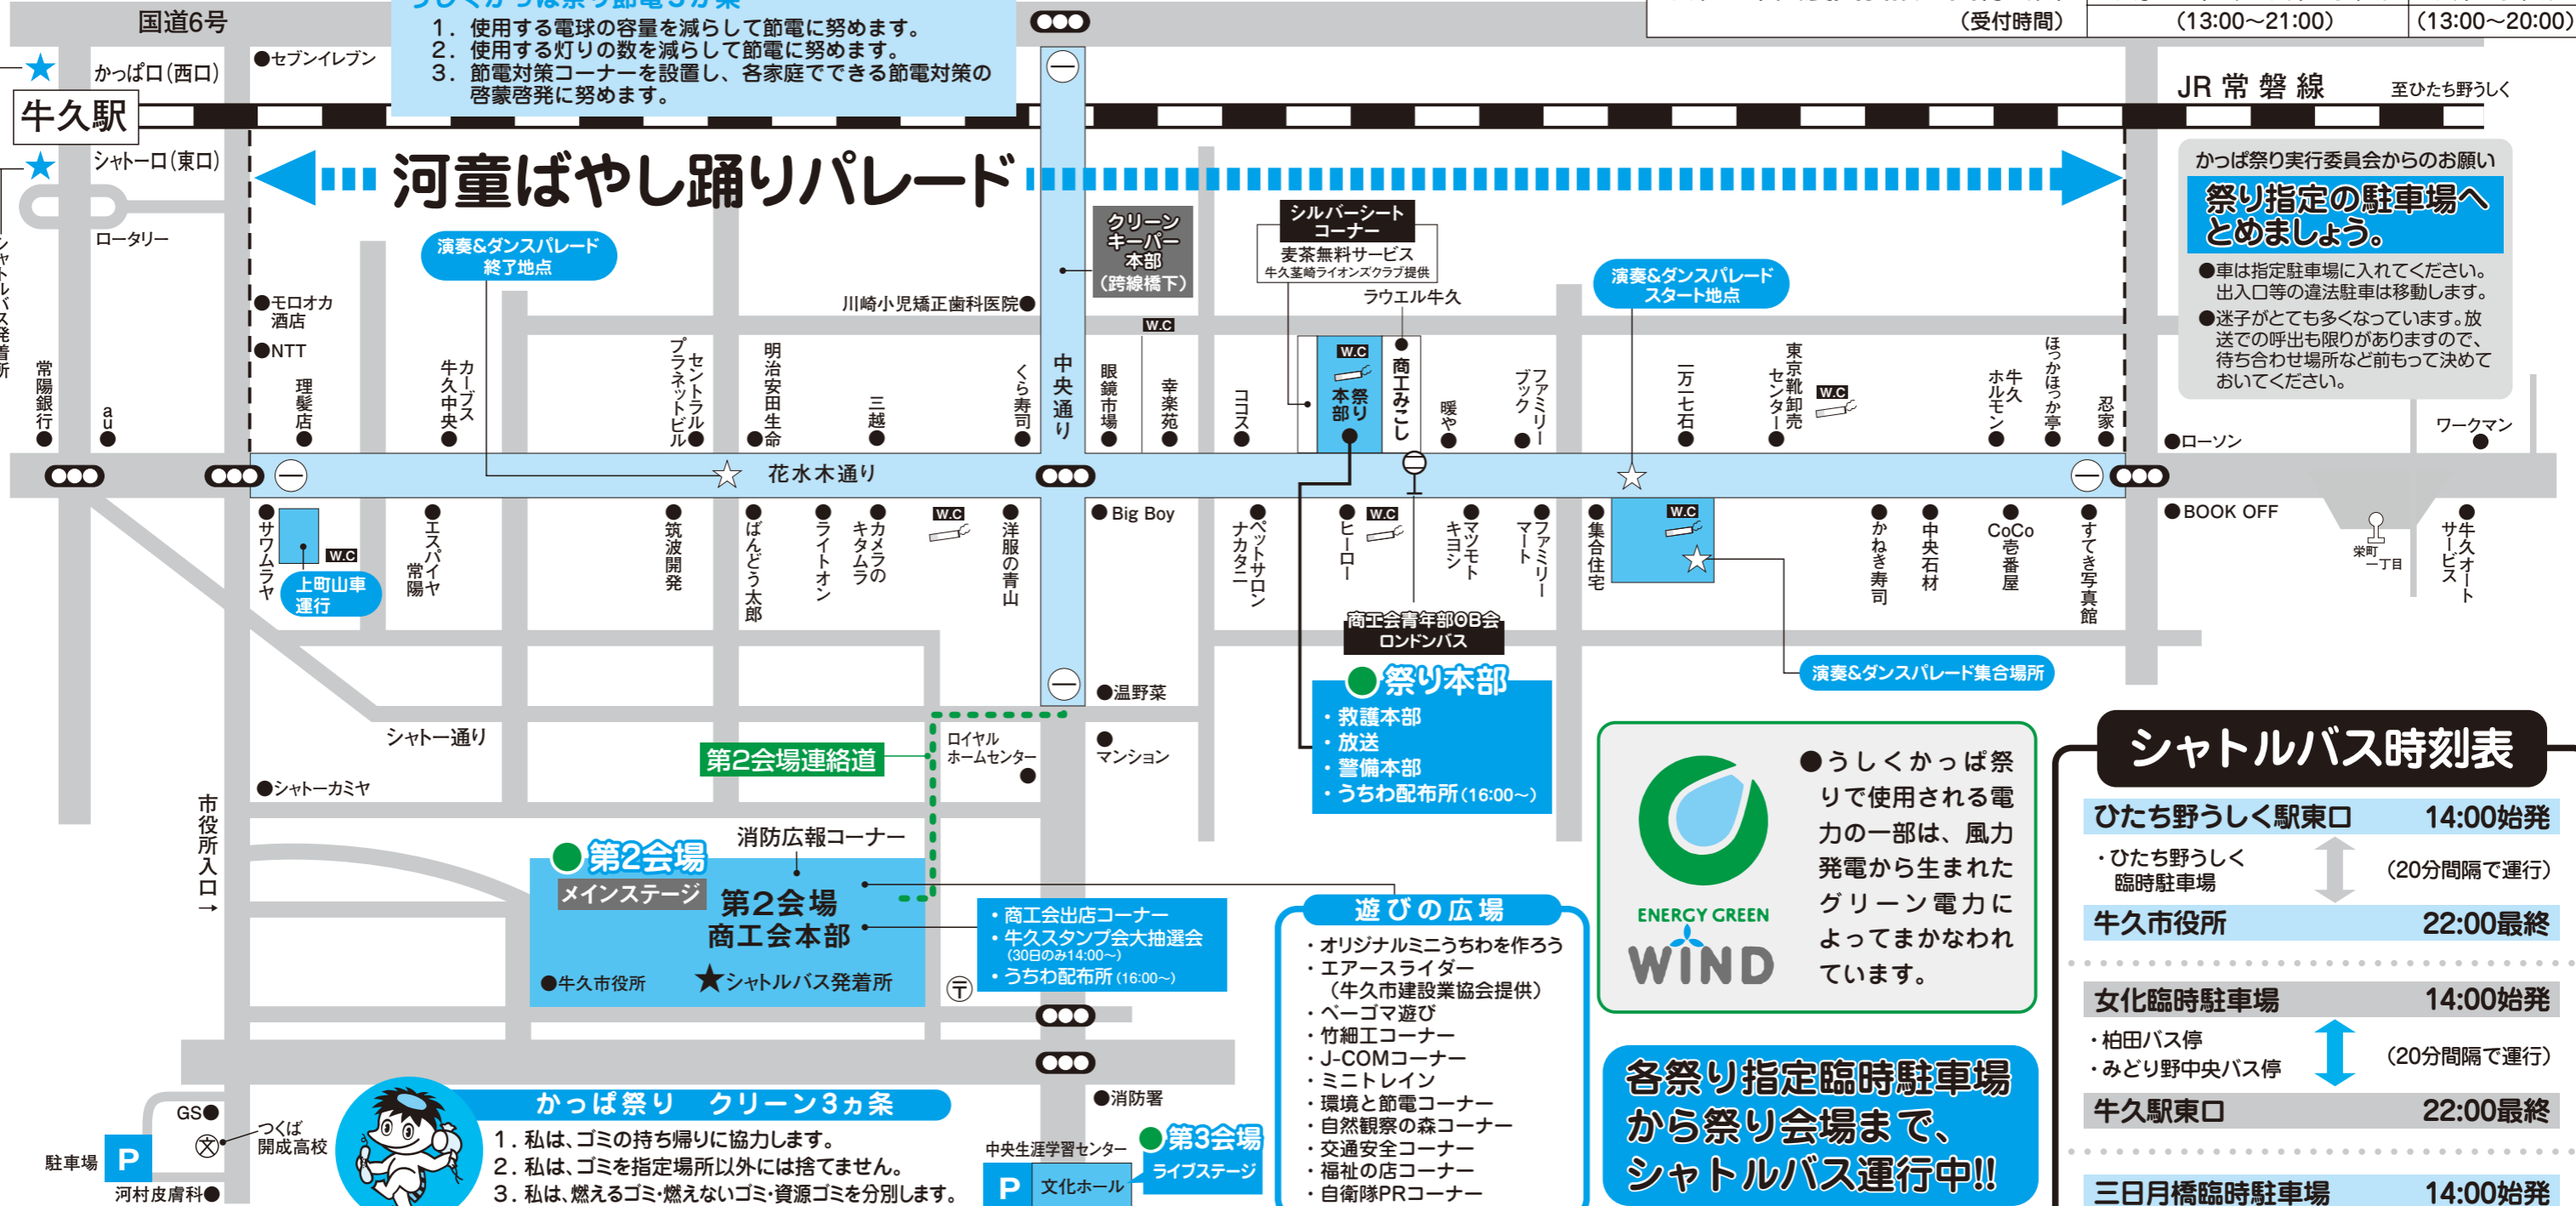 国道6号
1. 使用する電球の容量を減らして節電に努めます。
2. 使用する灯りの数を減らして節電に努めます。
3. 節電対策コーナーを設置し、各家庭でできる節電対策の
啓蒙啓発に努めます。
(受付時間)
(13:00〜21:00)
(13:00〜20:00)
かっぱ口(西口)
●セブンイレブン
牛久駅
シャトー口(東口)
JR 常 磐 線
至ひたち野うしく
河童ばやし踊りパレード
ロータリー
演奏&ダンスパレード
終了地点
クリーン
キーパー
本部
(跨線橋下)
シルバーシート
コーナー
麦茶無料サービス
牛久茎崎ライオンズクラブ提供
ラウエル牛久
演奏&ダンスパレード
スタート地点
かっぱ祭り実行委員会からのお願い
祭り指定の駐車場へ
とめましょう。
●車は指定駐車場に入れてください。
出入口等の違法駐車は移動します。
●迷子がとても多くなっています。放
送での呼出も限りがありますので、
待ち合わせ場所など前もって決めて
おいてください。
●モロオカ
酒店
●NTT
川崎小児矯正歯科医院●
W.C
常陽銀行
au
理髪店
カーブス
牛久中央
セントラル
プラネットビル
明治安田生命
三越
くら寿司
中央通り
眼鏡市場
幸楽苑
ココス
W.C
祭り
本部
商工みこし
暖や
ファミリー
ブック
一万七石
東京靴卸売
センター
W.C
牛久
ホルモン
ほっかほっか亭
忍家
●ローソン
ワークマン
花水木通り
サワムラヤ
W.C
上町山車
運行
エスパイヤ
常陽
筑波開発
ばんどう太郎
ライトオン
カメラの
キタムラ
W.C
洋服の青山
● Big Boy
ペットサロン
ナカタニ
ヒーロー
W.C
マツモト
キヨシ
ファミリー
マート
集合住宅
W.C
かねき寿司
中央石材
CoCo
壱番屋
すてき写真館
●BOOK OFF
栄町
一丁目
牛久オート
サービス
商工会青年部OB会
ロンドンバス
演奏&ダンスパレード集合場所
祭り本部
・救護本部
・放送
・警備本部
・うちわ配布所(16:00〜)
●温野菜
マンション
シャトー通り
第2会場連絡道
ロイヤル
ホームセンター
●シャトーカミヤ
市役所入口→
消防広報コーナー
第2会場
メインステージ
第2会場
商工会本部
●牛久市役所
★シャトルバス発着所
〒
・商工会出店コーナー
・牛久スタンプ会大抽選会
(30日のみ14:00〜)
・うちわ配布所(16:00〜)
遊びの広場
・オリジナルミニうちわを作ろう
・エアースライダー
(牛久市建設業協会提供)
・ベーゴマ遊び
・竹細工コーナー
・J-COMコーナー
・ミニトレイン
・環境と節電コーナー
・自然観察の森コーナー
・交通安全コーナー
・福祉の店コーナー
・自衛隊PRコーナー
ENERGY GREEN
WiND
●うしくかっぱ祭
りで使用される電
力の一部は、風力
発電から生まれた
グリーン電力に
よってまかなわれ
ています。
各祭り指定臨時駐車場
から祭り会場まで、
シャトルバス運行中!!
シャトルバス時刻表
ひたち野うしく駅東口 14:00始発
・ひたち野うしく
臨時駐車場
(20分間隔で運行)
牛久市役所 22:00最終
女化臨時駐車場 14:00始発
・柏田バス停
・みどり野中央バス停
(20分間隔で運行)
牛久駅東口 22:00最終
三日月橋臨時駐車場 14:00始発
GS●
文
つくば
開成高校
駐車場 P
河村皮膚科●
かっぱ祭り クリーン3ヵ条
1. 私は、ゴミの持ち帰りに協力します。
2. 私は、ゴミを指定場所以外には捨てません。
3. 私は、燃えるゴミ・燃えないゴミ・資源ゴミを分別します。
●消防署
中央生涯学習センター
P 文化ホール
第3会場
ライブステージ